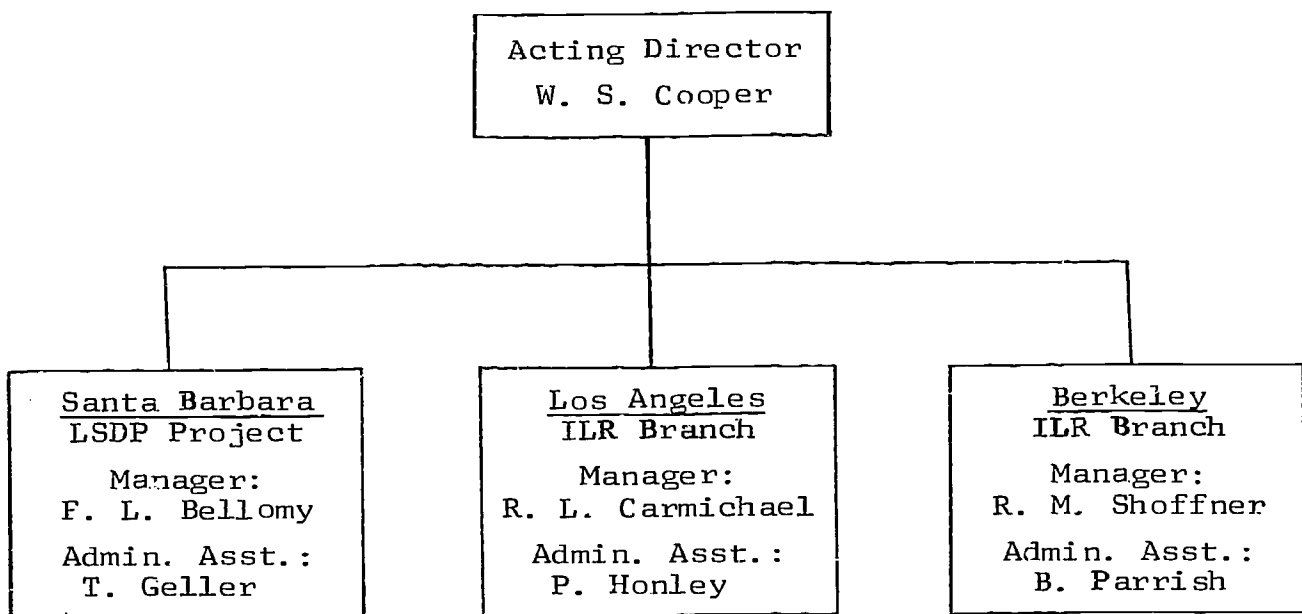 Acting Director
W. S. Cooper
Santa Barbara
LSDP Project
Manager:
F. L. Bellomy
Admin. Asst.:
T. Geller
Los Angeles
ILR Branch
Manager:
R. L. Carmichael
Admin. Asst.:
P. Honley
Berkeley
ILR Branch
Manager:
R. M. Shoffner
Admin. Asst.:
B. Parrish